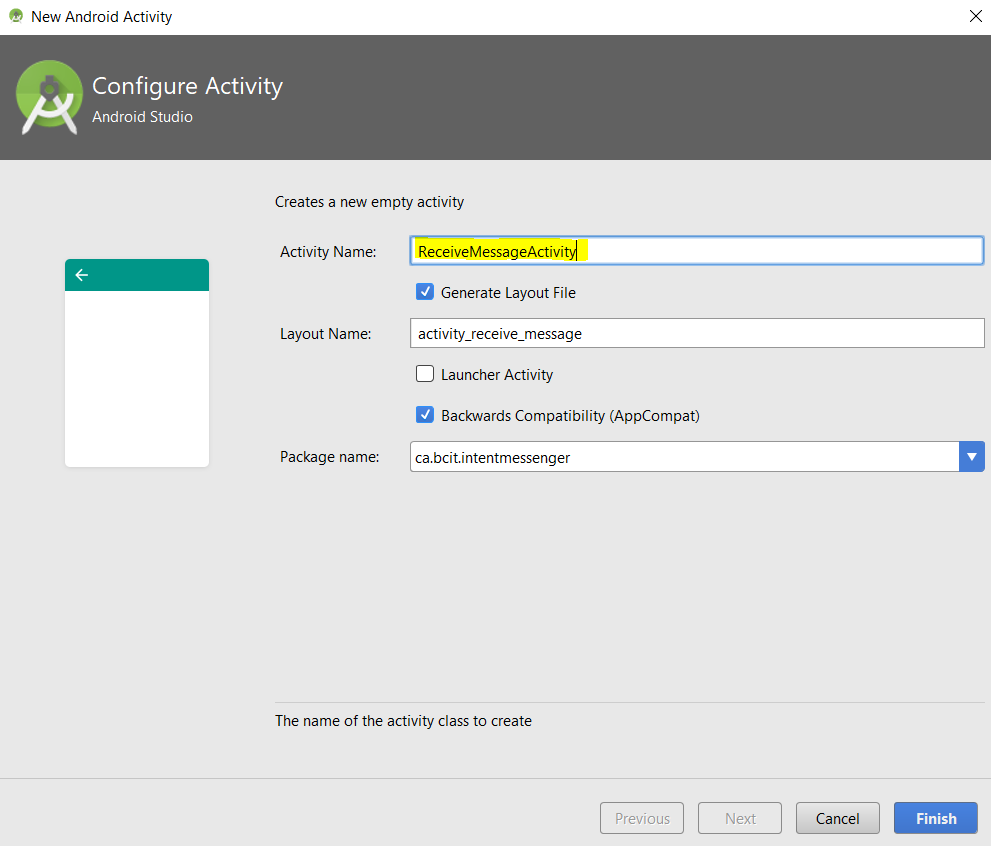 New Android Activity
Configure Activity
Android Studio
Creates a new empty activity
Activity Name: ReceiveMessageActivity
Generate Layout File
Layout Name: activity_receive_message
Launcher Activity
Backwards Compatibility (AppCompat)
Package name: ca.bcit.intentmessenger
The name of the activity class to create
Previous Next Cancel Finish